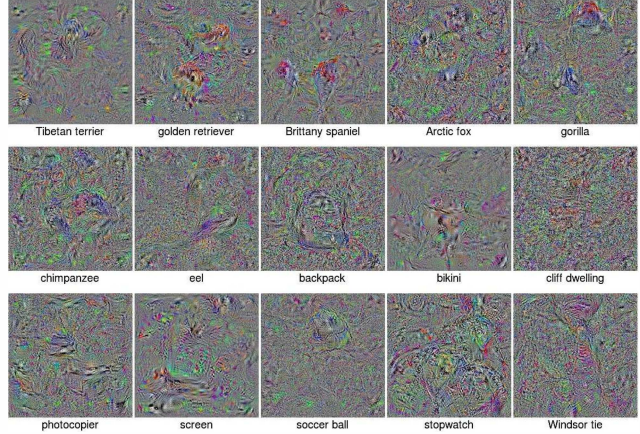 Tibetan terrier golden retriever Brittany spaniel Arctic fox gorilla
chimpanzee eel backpack bikini cliff dwelling
photocopier screen soccer ball stopwatch Windsor tie